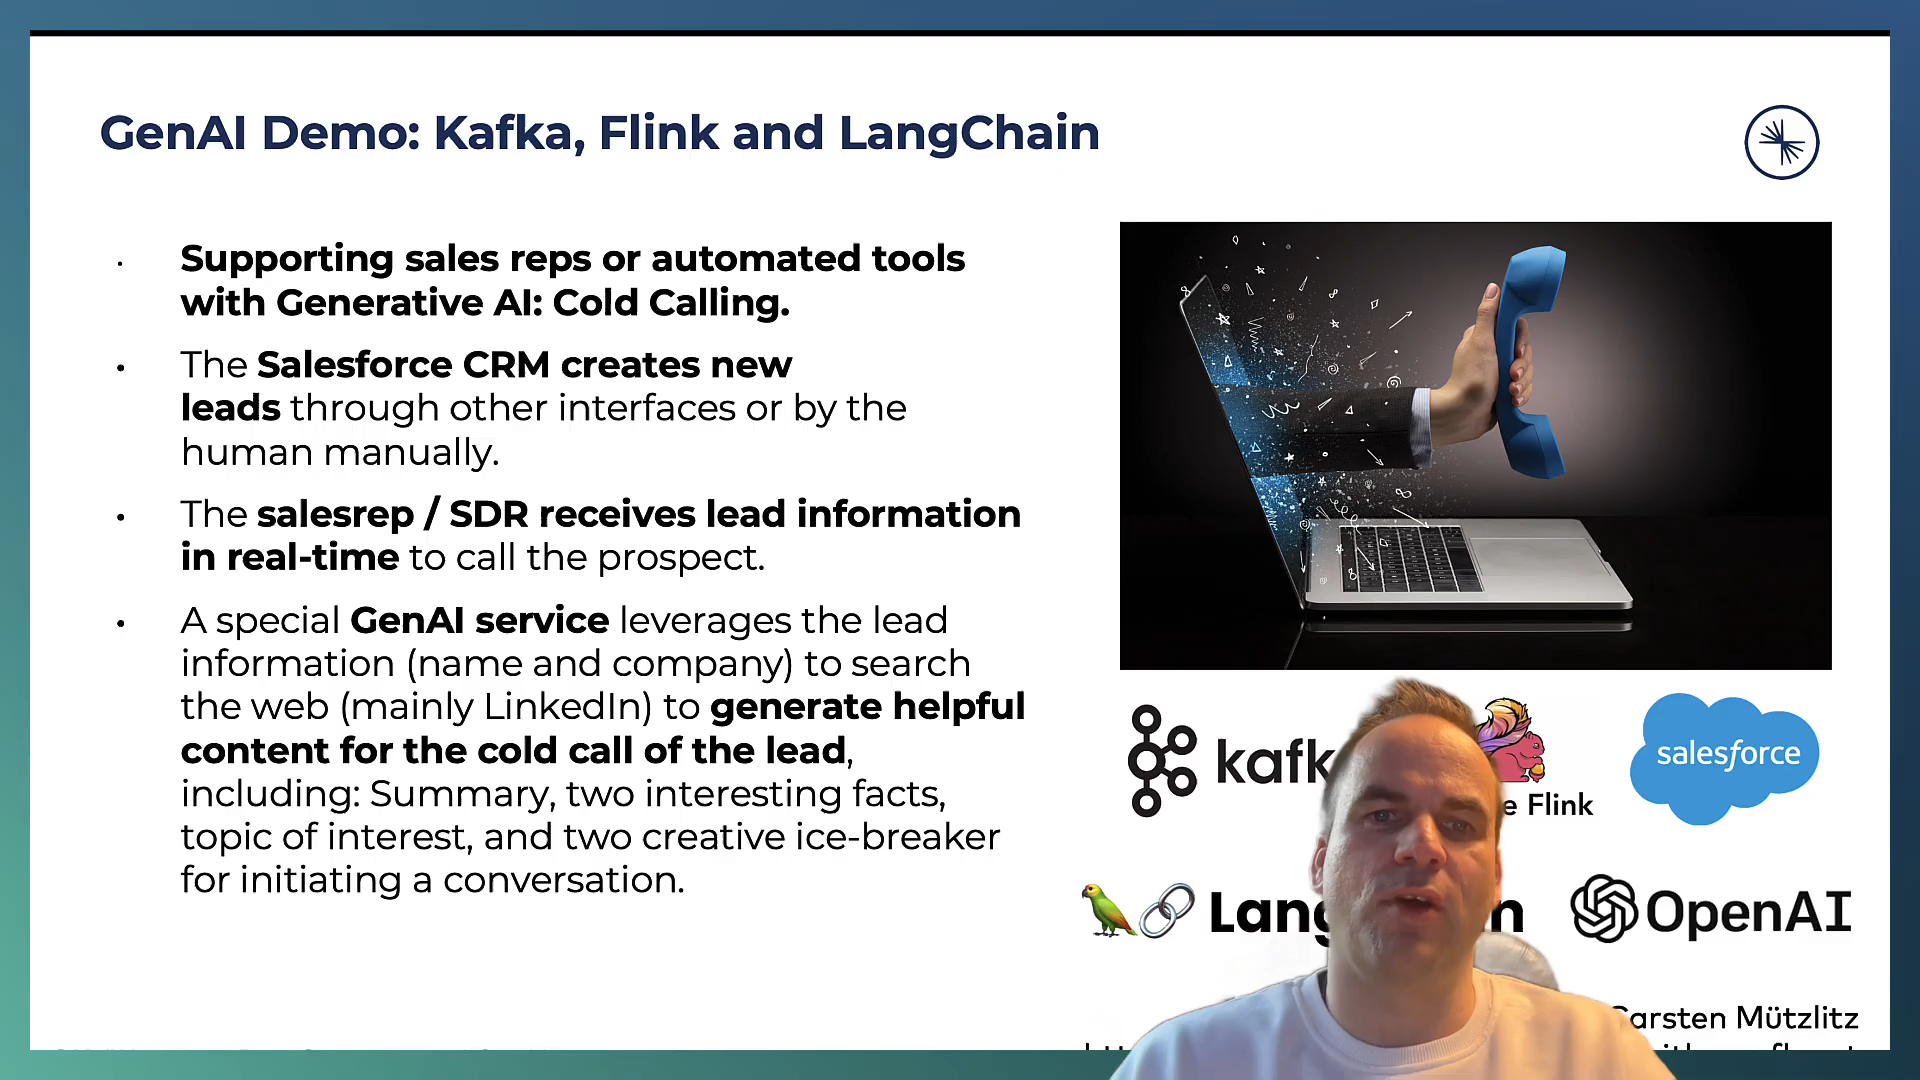 GenAI Demo: Kafka, Flink and LangChain
Supporting sales reps or automated tools
with Generative AI: Cold Calling.
The Salesforce CRM creates new
leads through other interfaces or by the
human manually.
The salesrep / SDR receives lead information
in real-time to call the prospect.
A special GenAI service leverages the lead
information (name and company) to search
the web (mainly LinkedIn) to generate helpful
content for the cold call of the lead,
including: Summary, two interesting facts,
topic of interest, and two creative ice-breaker
for initiating a conversation.
kafk
e Flink
salesforce
Lang n
OpenAI
Carsten Mützlitz